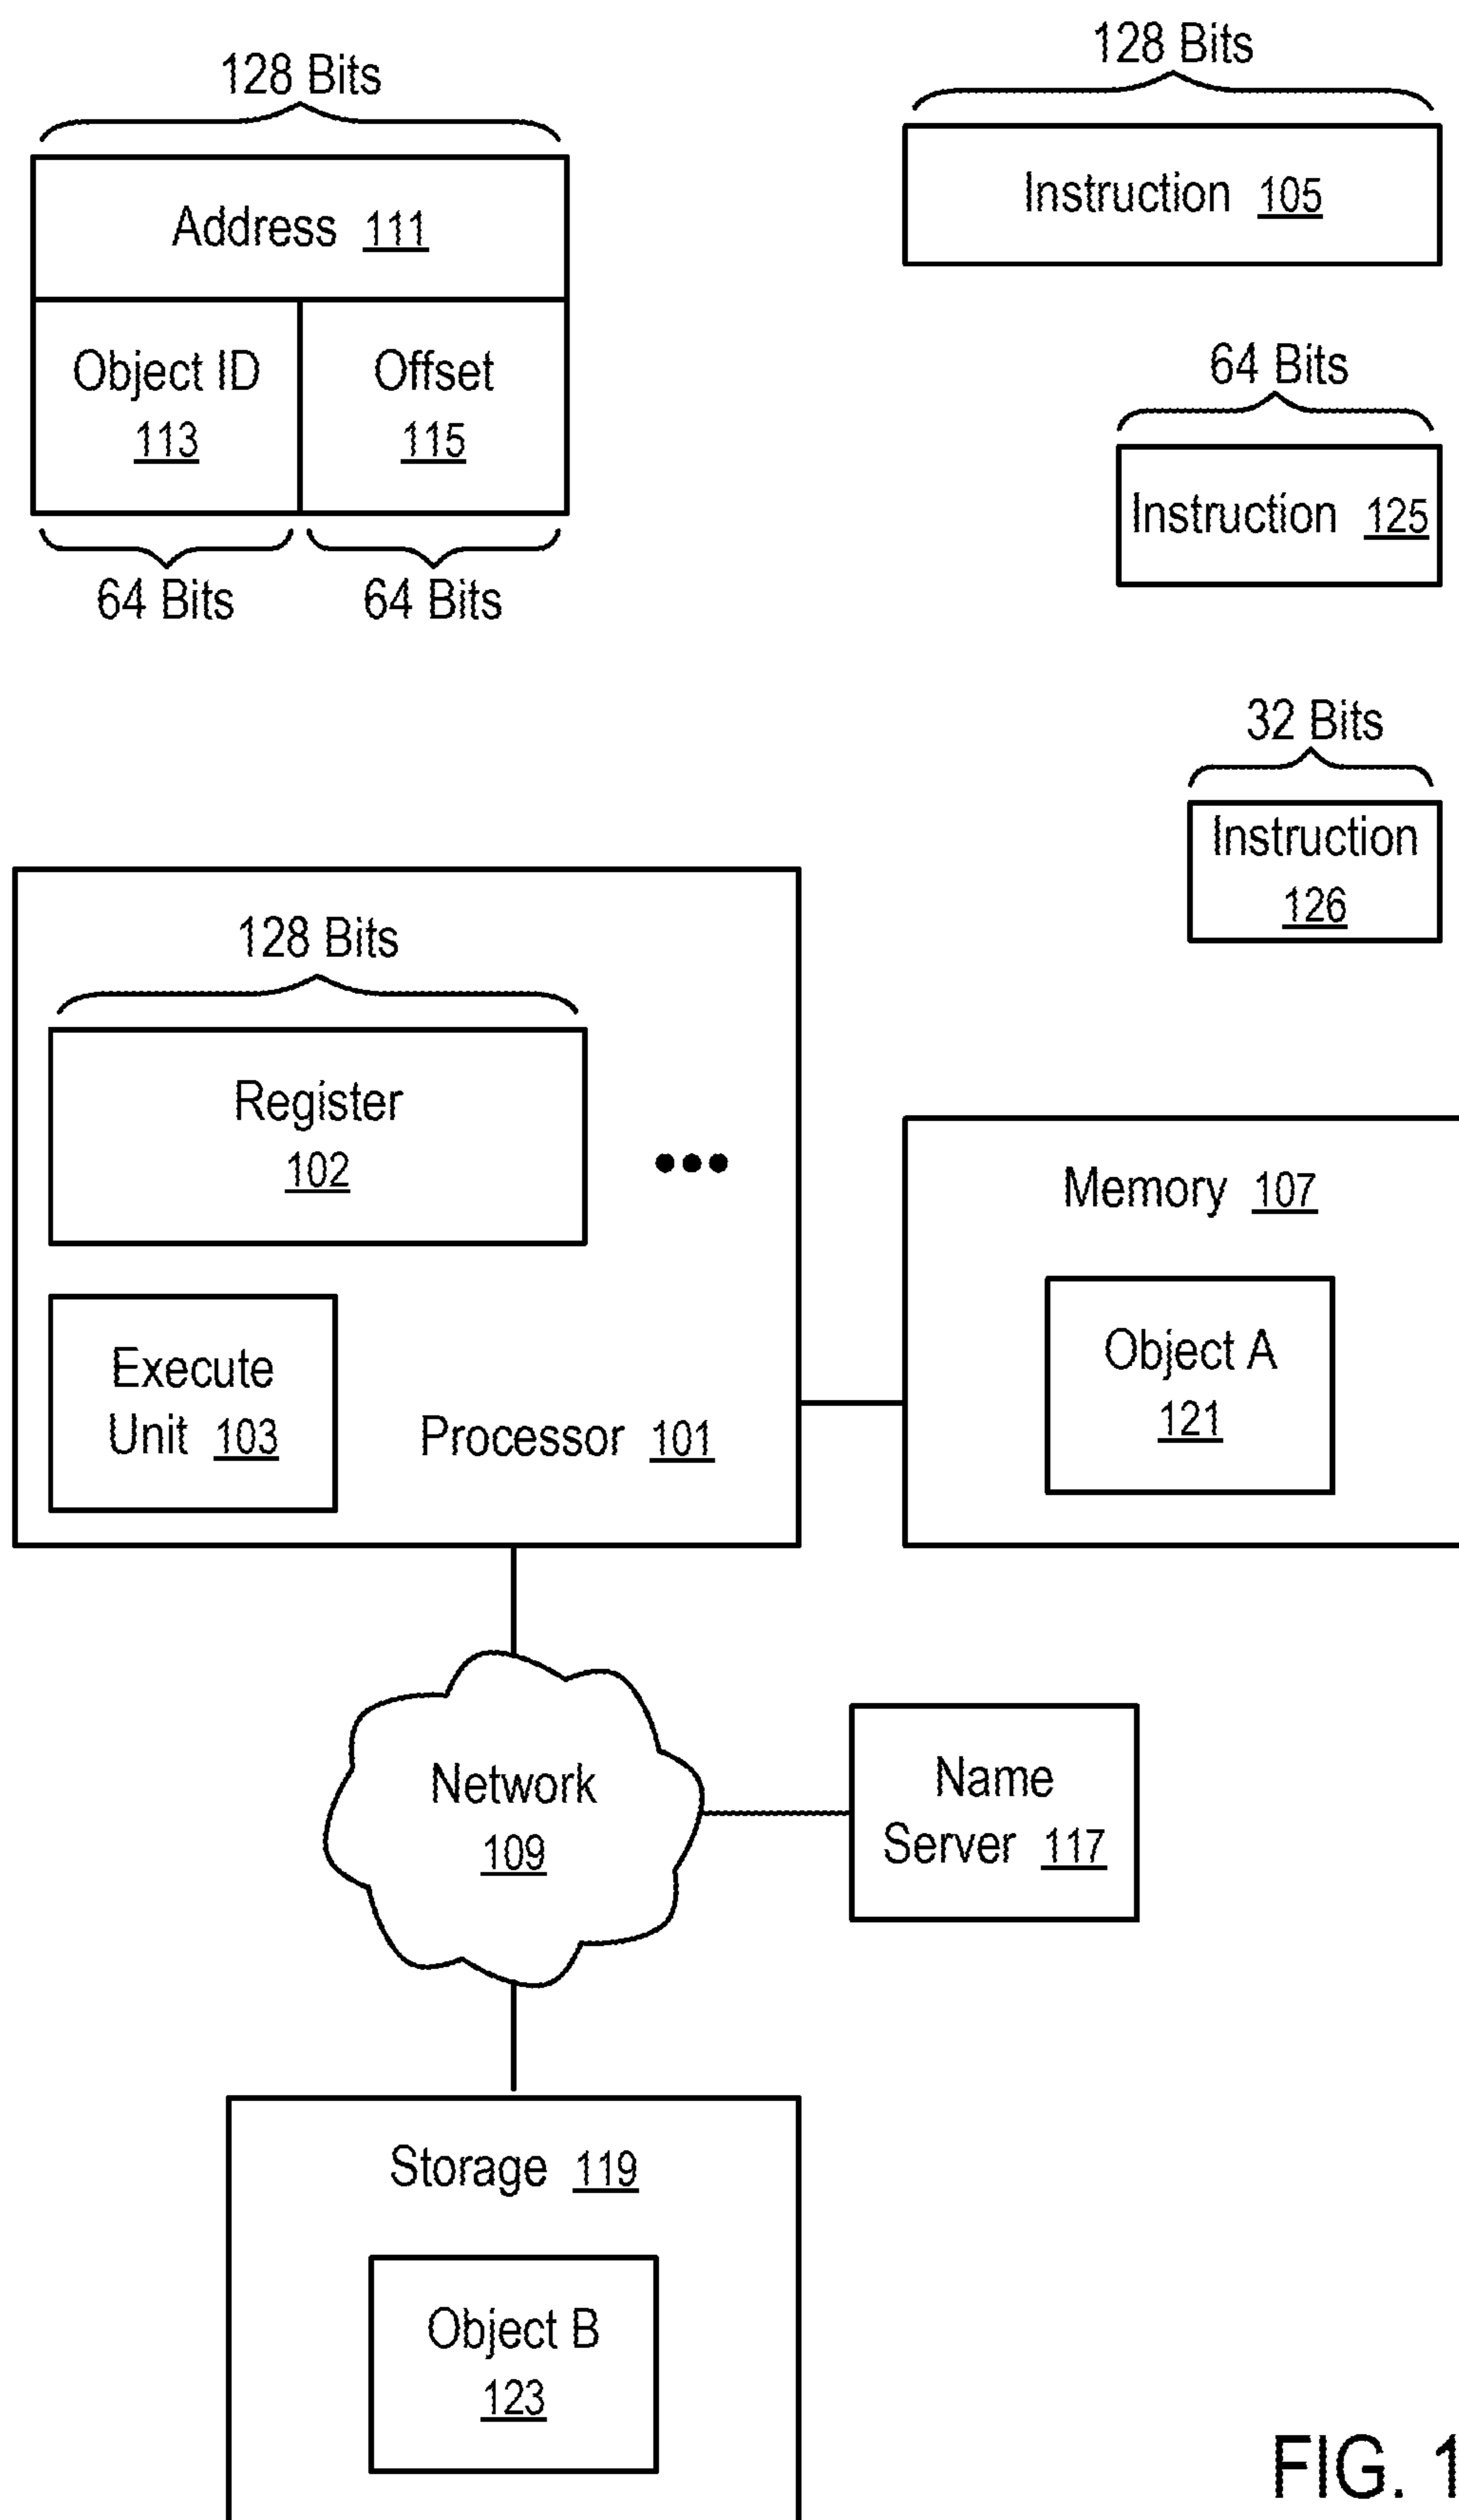 128 Bits
Address 111
Object ID
113
Offset
115
64 Bits
64 Bits
128 Bits
Instruction 105
64 Bits
Instruction 125
32 Bits
Instruction
126
128 Bits
Register
102
•••
Execute
Unit 103
Processor 101
Memory 107
Object A
121
Network
109
Name
Server 117
Storage 119
Object B
123
FIG. 1